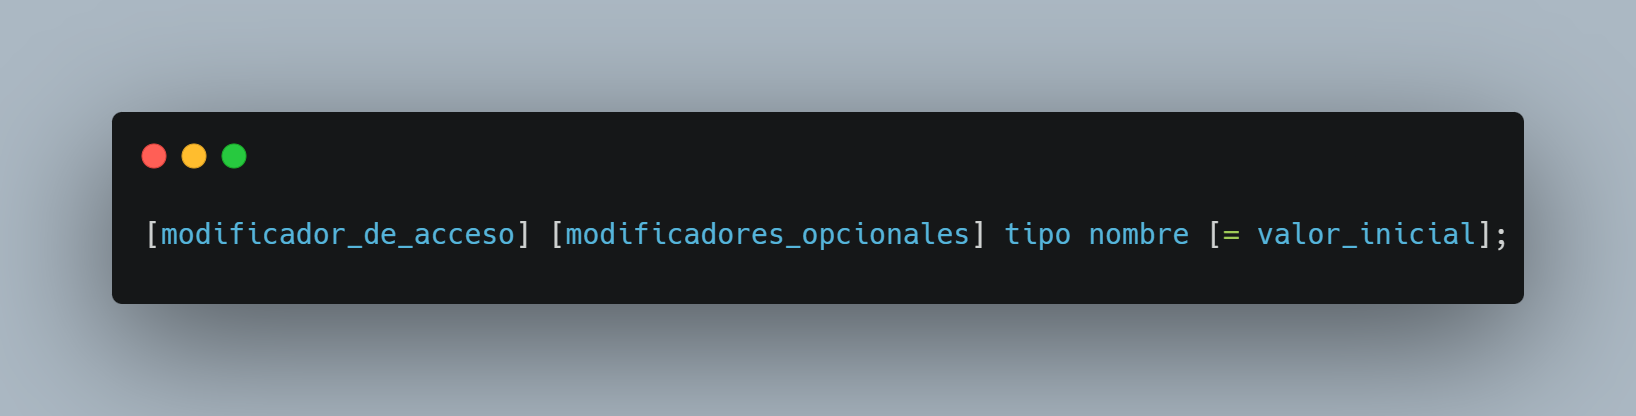 [modificador_de_acceso] [modificadores_opcionales] tipo nombre [= valor_inicial];